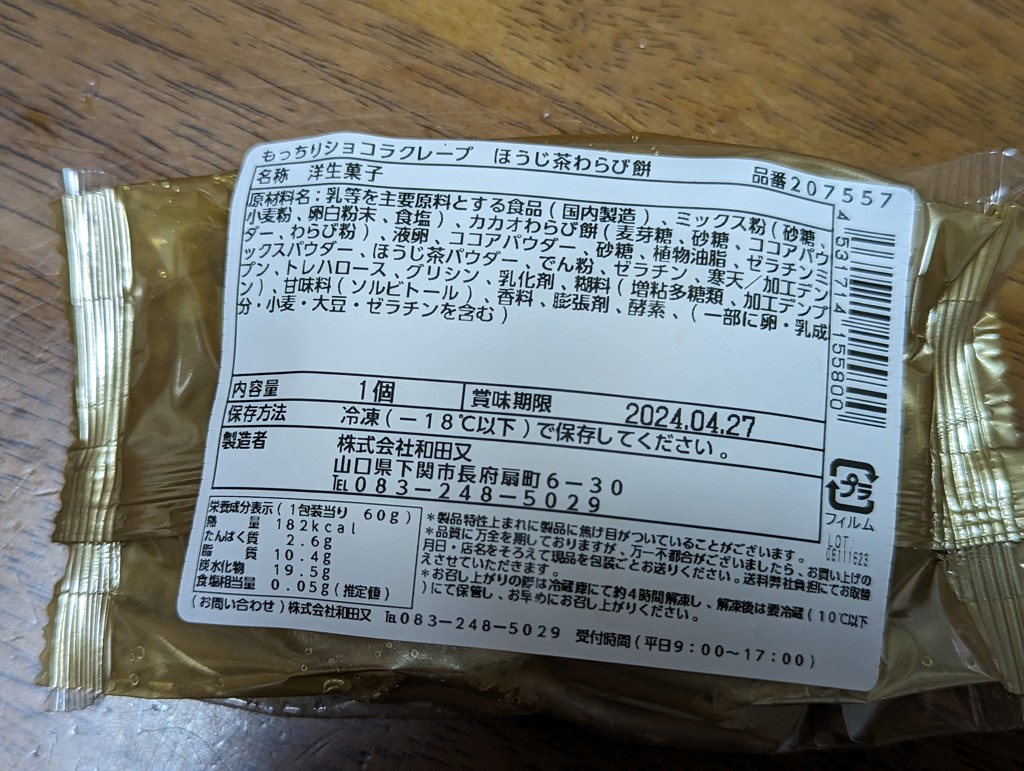 もっちりショコラクレープ ほうじ茶わらび餅 品番207557
名称 洋生菓子
原材料名：乳等を主要原料とする食品（国内製造）、ミックス粉（砂糖、
小麦粉、卵白粉末、食塩）、カカオわらび餅（麦芽糖、砂糖、ココアパウ
ダー、わらび粉）、液卵、ココアパウダー、砂糖、植物油脂、ゼラチンミ
ックスパウダー、ほうじ茶パウダー、でん粉、ゼラチン、寒天／加工デン
プン、トレハロース、グリシン、乳化剤、糊料（増粘多糖類、加工デンプ
ン）、甘味料（ソルビトール）、香料、膨張剤、酵素、（一部に卵・乳成
分・小麦・大豆・ゼラチンを含む）
4 531714 155800
内容量 1個 賞味期限 2024.04.27
保存方法 冷凍（－18℃以下）で保存してください。
製造者 株式会社和田又
山口県下関市長府扇町6－30
℡083－248－5029
プラ
フィルム
栄養成分表示（1包装当り 60g）
熱量 182kcal
たんぱく質 2.6g
脂質 10.4g
炭水化物 19.5g
食塩相当量 0.05g（推定値）
＊製品特性上まれに製品に焦げ目がついていることがございます。
＊品質に万全を期しておりますが、万一不都合がございましたら、お買い上げの
月日・店名をそろえて現品を包装ごとお送りください。送料弊社負担にてお取替
えさせていただきます。
＊お召し上がりの際は冷蔵庫にて約4時間解凍し、解凍後は要冷蔵（10℃以下
）にて保管し、お早めにお召し上がりください。
LOT
（お問い合わせ）株式会社和田又 ℡083－248－5029 受付時間（平日9：00～17：00）